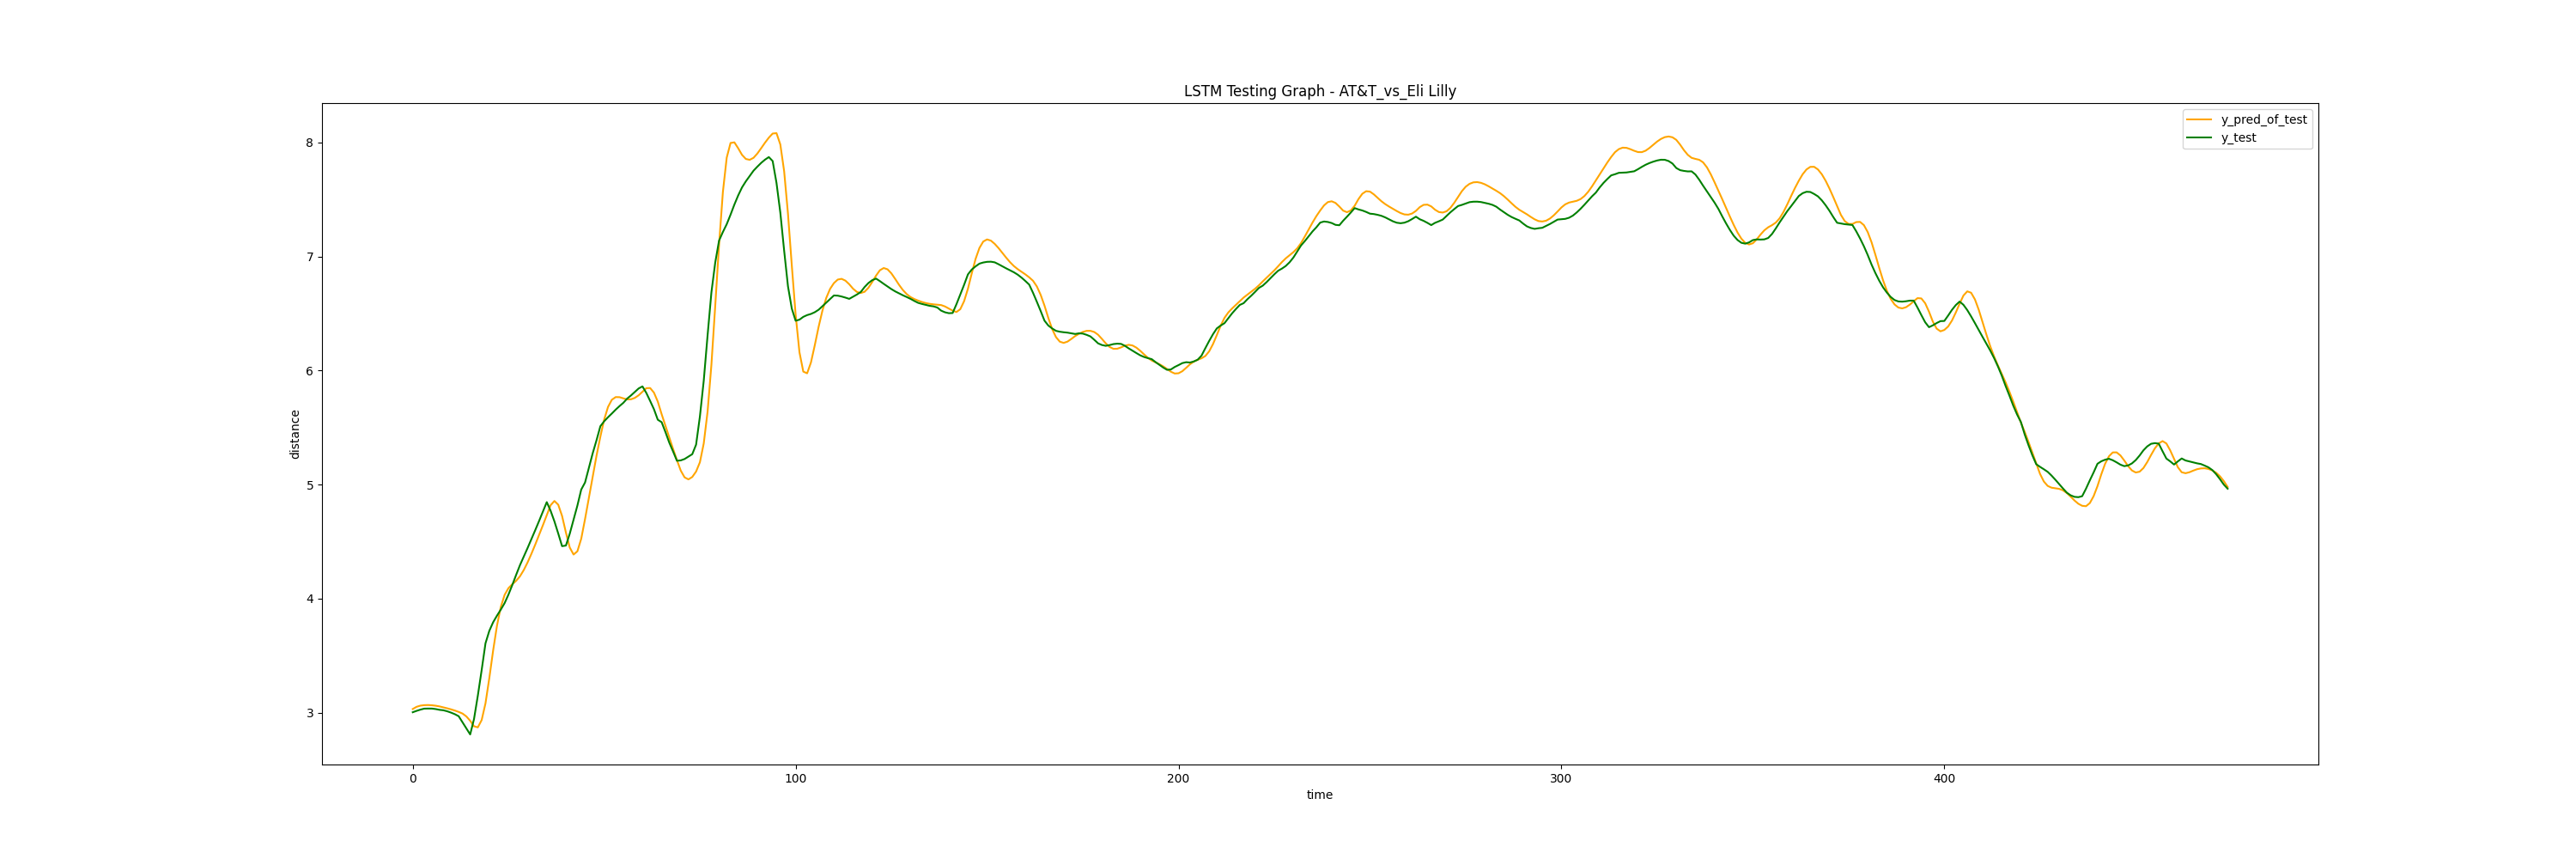 LSTM Testing Graph - AT&T_vs_Eli Lilly
y_pred_of_test
y_test
8
7
6
5
4
3
distance
0 100 200 300 400
time